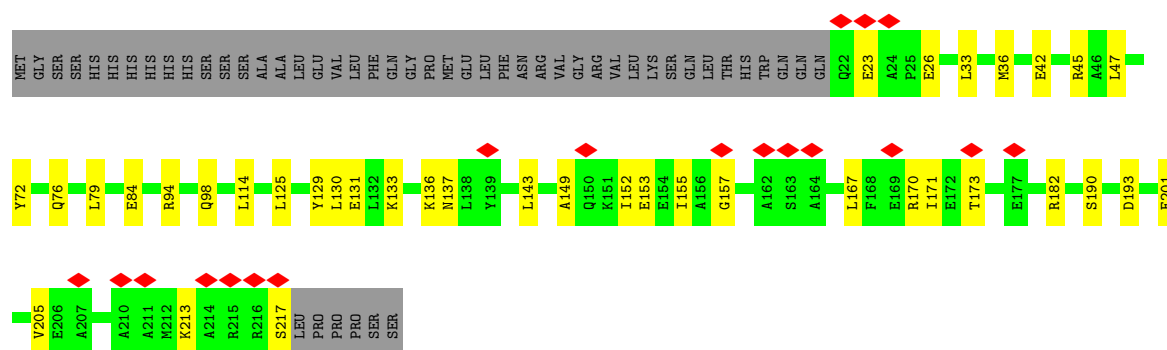 MET GLY SER SER HIS HIS HIS HIS HIS HIS SER SER SER ALA ALA LEU GLU VAL LEU PHE GLN GLY PRO MET GLU LEU PHE ASN ARG VAL GLY ARG VAL LEU LYS SER GLN LEU THR HIS TRP GLN GLN GLN Q22 E23 A24 P25 E26 L33 M36 E42 R45 A46 L47
Y72 Q76 L79 E84 R94 Q98 L114 L125 Y129 L130 E131 L132 K133 K136 N137 L138 Y139 L143 A149 Q150 K151 I152 E153 E154 I155 A156 G157 A162 S163 A164 L167 F168 E169 R170 I171 E172 T173 E177 R182 S190 D193 E201
V205 E206 A207 A210 A211 M212 K213 A214 R215 R216 S217 LEU PRO PRO PRO SER SER